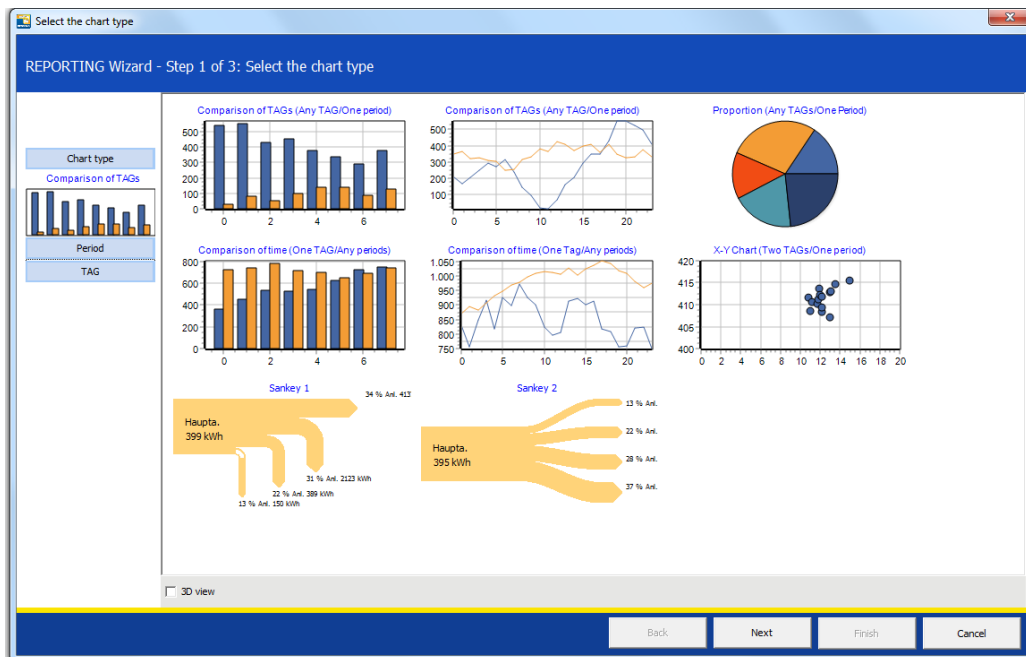 Select the chart type
X
REPORTING Wizard - Step 1 of 3: Select the chart type
Chart type
Comparison of TAGs
Period
TAG
Comparison of TAGs (Any TAG/One period)
500
400
300
200
100
0
0 2 4 6
Comparison of TAGs (Any TAG/One period)
500
400
300
200
100
0 5 10 15 20
Proportion (Any TAGs/One Period)
Comparison of time (One TAG/Any periods)
800
600
400
200
0
0 2 4 6
Comparison of time (One Tag/Any periods)
1.050
950
900
850
800
750
0 5 10 15 20
X-Y Chart (Two TAGs/One period)
420
415
410
405
400
0 2 4 6 8 10 12 14 16 18 20
Sankey 1
34 % Anl. 413
Haupta.
399 kWh
31 % Anl. 2123 kWh
22 % Anl. 389 kWh
13 % Anl. 150 kWh
Sankey 2
Haupta.
395 kWh
13 % Anl.
22 % Anl.
28 % Anl.
37 % Anl.
3D view
Back Next Finish Cancel